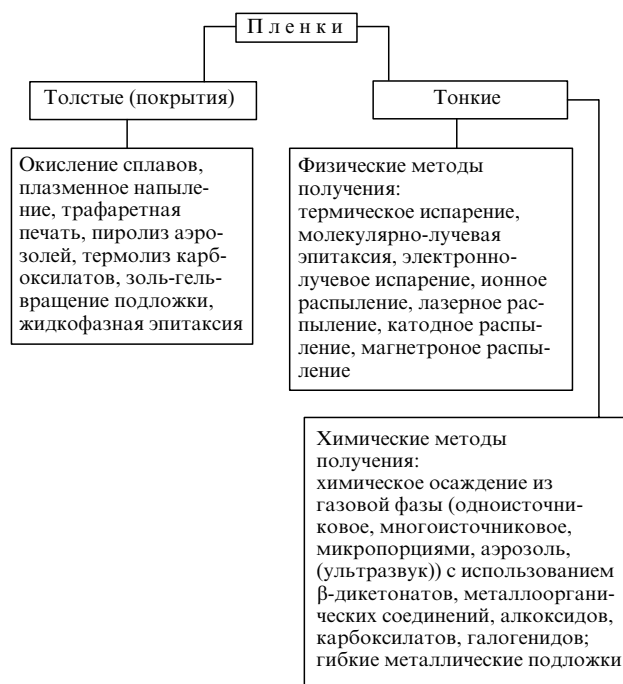 П л е н к и
Толстые (покрытия)
Тонкие
Окисление сплавов,
плазменное напыле-
ние, трафаретная
печать, пиролиз аэро-
золей, термолиз карб-
оксилатов, золь-гель-
вращение подложки,
жидкофазная эпитаксия
Физические методы
получения:
термическое испарение,
молекулярно-лучевая
эпитаксия, электронно-
лучевое испарение, ионное
распыление, лазерное рас-
пыление, катодное распы-
ление, магнетроное распы-
ление
Химические методы
получения:
химическое осаждение из
газовой фазы (одноисточни-
ковое, многоисточниковое,
микропорциями, аэрозоль,
(ультразвук)) с использованием
β-дикетонатов, металлоорганi-
ческих соединений, алкоксидов,
карбоксилатов, галогенидов;
гибкие металлические подложки